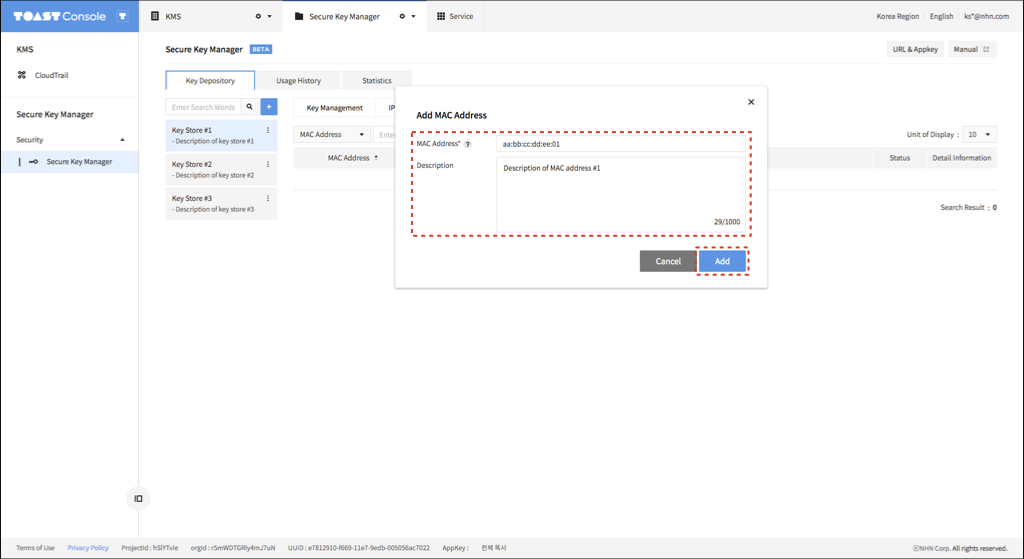 TOAST Console
KMS
Secure Key Manager
Service
Korea Region
English
ks*@nhn.com
KMS
CloudTrail
Secure Key Manager
Security
Secure Key Manager
Secure Key Manager BETA
URL & Appkey
Manual
Key Depository
Usage History
Statistics
Enter Search Words
+
Key Store #1
- Description of key store #1
Key Store #2
- Description of key store #2
Key Store #3
- Description of key store #3
Key Management
IP
MAC Address
Enter
Unit of Display :
10
MAC Address
Status
Detail Information
Search Result : 0
Add MAC Address
MAC Address* ?
aa:bb:cc:dd:ee:01
Description
Description of MAC address #1
29/1000
Cancel
Add
Terms of Use
Privacy Policy
ProjectId : hSlYTvIe
orgId : r5mWDTGRiy4mJ7uN
UUID : e7812910-f669-11e7-9edb-005056ac7022
AppKey :
전체 복사
ⓒNHN Corp. All rights reserved.